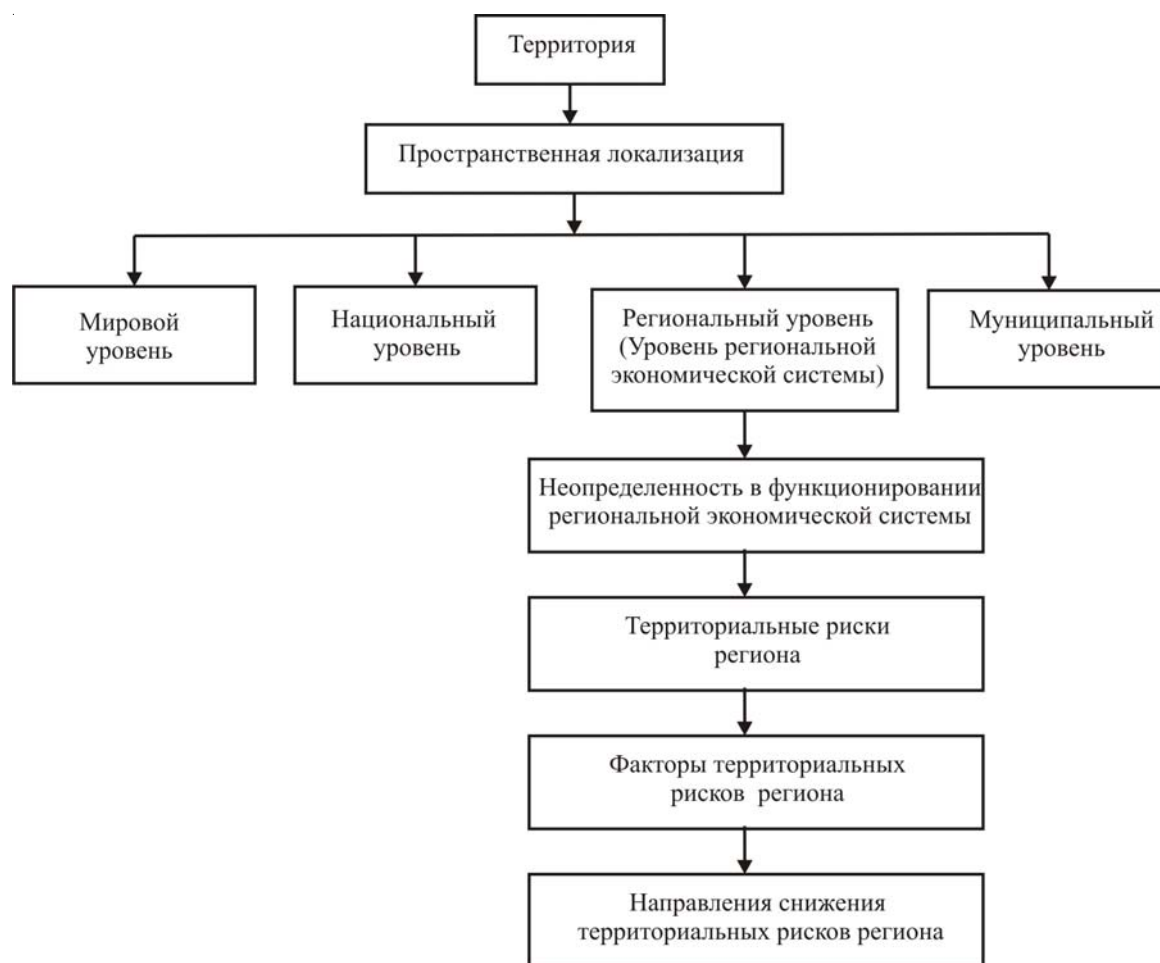 Территория
Пространственная локализация
Мировой
уровень
Национальный
уровень
Региональный уровень
(Уровень региональной
экономической системы)
Муниципальный
уровень
Неопределенность в функционировании
региональной экономической системы
Территориальные риски
региона
Факторы территориальных
рисков региона
Направления снижения
территориальных рисков региона